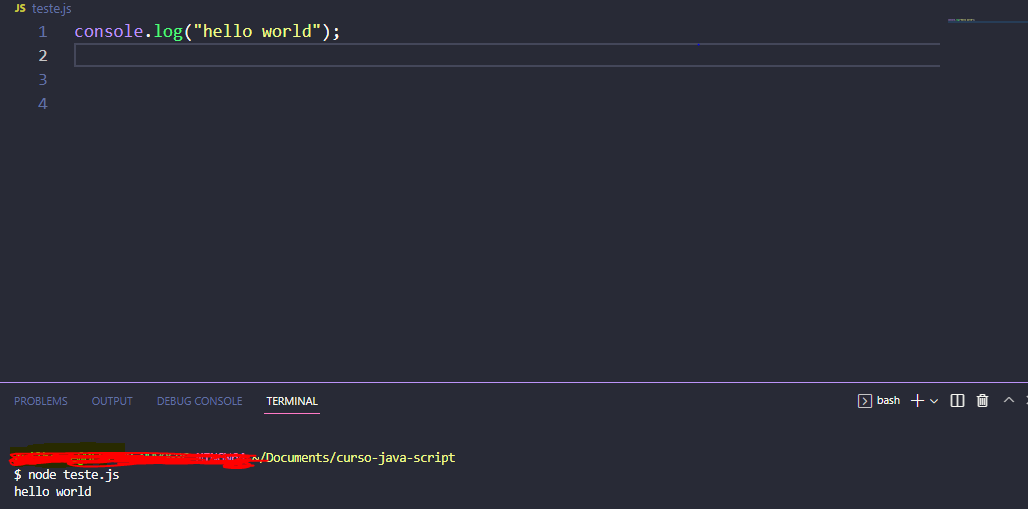 JS teste.js
1 console.log("hello world");
2
3
4
PROBLEMS OUTPUT DEBUG CONSOLE TERMINAL bash
~/Documents/curso-java-script
$ node teste.js
hello world